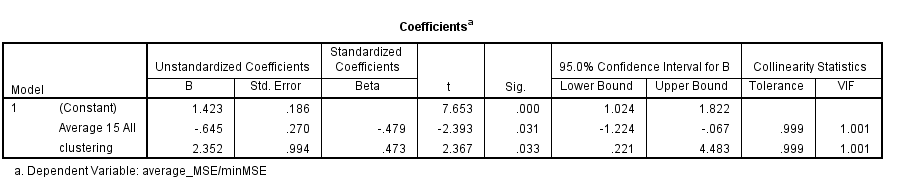 Coefficientsa
Standardized
Unstandardized Coefficients Coefficients 95.0% Confidence Interval for B Collinearity Statistics
Model B Std. Error Beta t Sig. Lower Bound Upper Bound Tolerance VIF
1 (Constant) 1.423 .186 7.653 .000 1.024 1.822
Average 15 All -.645 .270 -.479 -2.393 .031 -1.224 -.067 .999 1.001
clustering 2.352 .994 .473 2.367 .033 .221 4.483 .999 1.001
a. Dependent Variable: average_MSE/minMSE